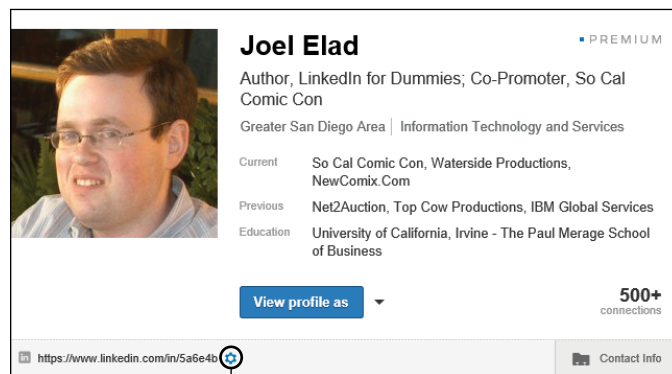 Joel Elad
PREMIUM
Author, LinkedIn for Dummies; Co-Promoter, So Cal
Comic Con
Greater San Diego Area | Information Technology and Services
Current So Cal Comic Con, Waterside Productions,
NewComix.Com
Previous Net2Auction, Top Cow Productions, IBM Global Services
Education University of California, Irvine - The Paul Merage School
of Business
View profile as
500+
connections
in https://www.linkedin.com/in/5a6e4b
Contact Info